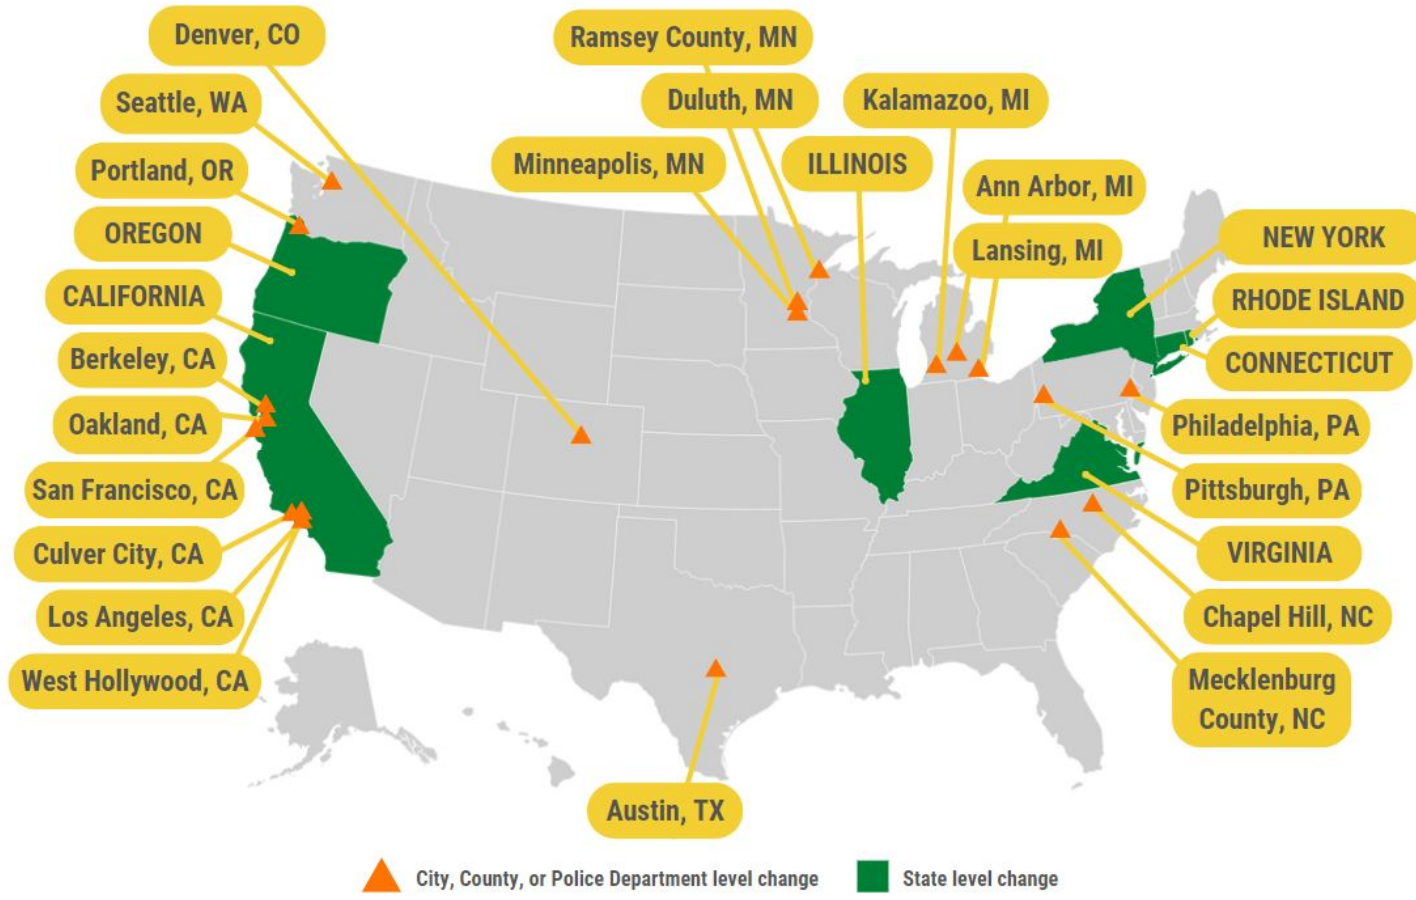 Denver, CO
Ramsey County, MN
Seattle, WA
Duluth, MN
Kalamazoo, MI
Portland, OR
Minneapolis, MN
ILLINOIS
Ann Arbor, MI
OREGON
Lansing, MI
NEW YORK
CALIFORNIA
RHODE ISLAND
Berkeley, CA
CONNECTICUT
Oakland, CA
Philadelphia, PA
San Francisco, CA
Pittsburgh, PA
Culver City, CA
VIRGINIA
Los Angeles, CA
Chapel Hill, NC
West Hollywood, CA
Mecklenburg
County, NC
Austin, TX
City, County, or Police Department level change
State level change